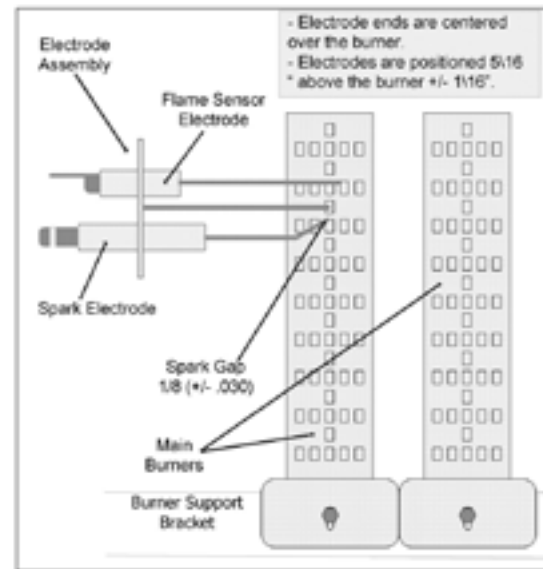 - Electrode ends are centered
over the burner.
- Electrodes are positioned 5\16
" above the burner +/- 1\16".
Electrode
Assembly
Flame Sensor
Electrode
Spark Electrode
Spark Gap
1/8 (+/- .030)
Main
Burners
Burner Support
Bracket